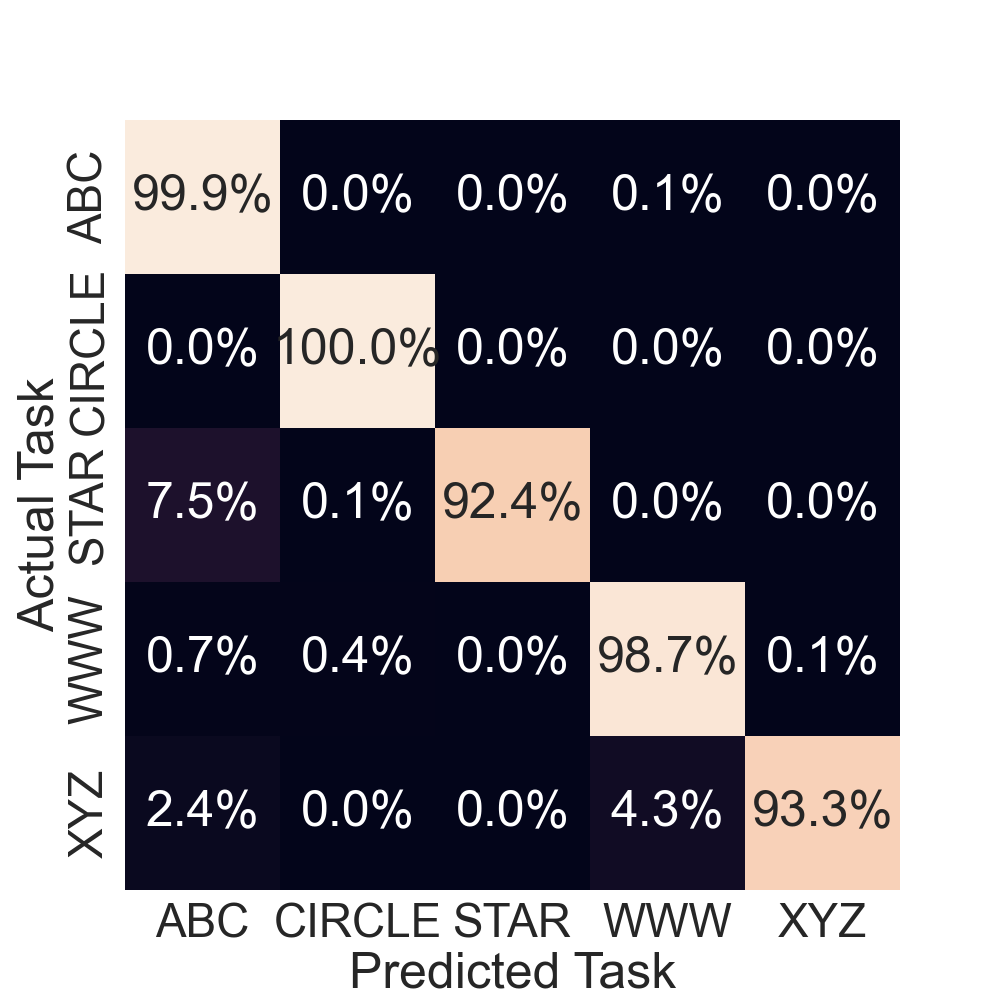 ABC 99.9% 0.0% 0.0% 0.1% 0.0%
CIRCLE 0.0% 100.0% 0.0% 0.0% 0.0%
STAR 7.5% 0.1% 92.4% 0.0% 0.0%
WWW 0.7% 0.4% 0.0% 98.7% 0.1%
XYZ 2.4% 0.0% 0.0% 4.3% 93.3%
Actual Task
ABC CIRCLE STAR WWW XYZ
Predicted Task